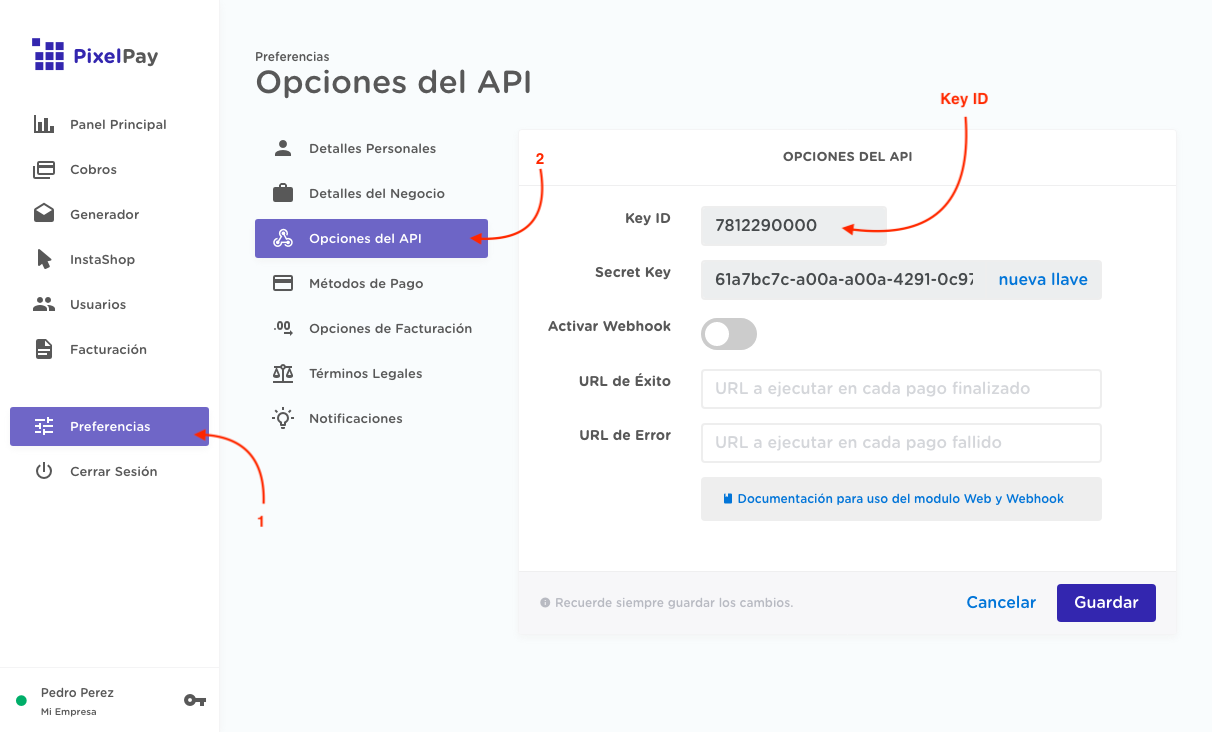 PixelPay
Panel Principal
Cobros
Generador
InstaShop
Usuarios
Facturación
Preferencias
Cerrar Sesión
1
Pedro Perez
Mi Empresa
Preferencias
Opciones del API
Detalles Personales
Detalles del Negocio
Opciones del API
Métodos de Pago
.00 Opciones de Facturación
Términos Legales
Notificaciones
2
Key ID
OPCIONES DEL API
Key ID 7812290000
Secret Key 61a7bc7c-a00a-a00a-4291-0c97 nueva llave
Activar Webhook
URL de Éxito URL a ejecutar en cada pago finalizado
URL de Error URL a ejecutar en cada pago fallido
Documentación para uso del modulo Web y Webhook
Recuerde siempre guardar los cambios.
Cancelar Guardar